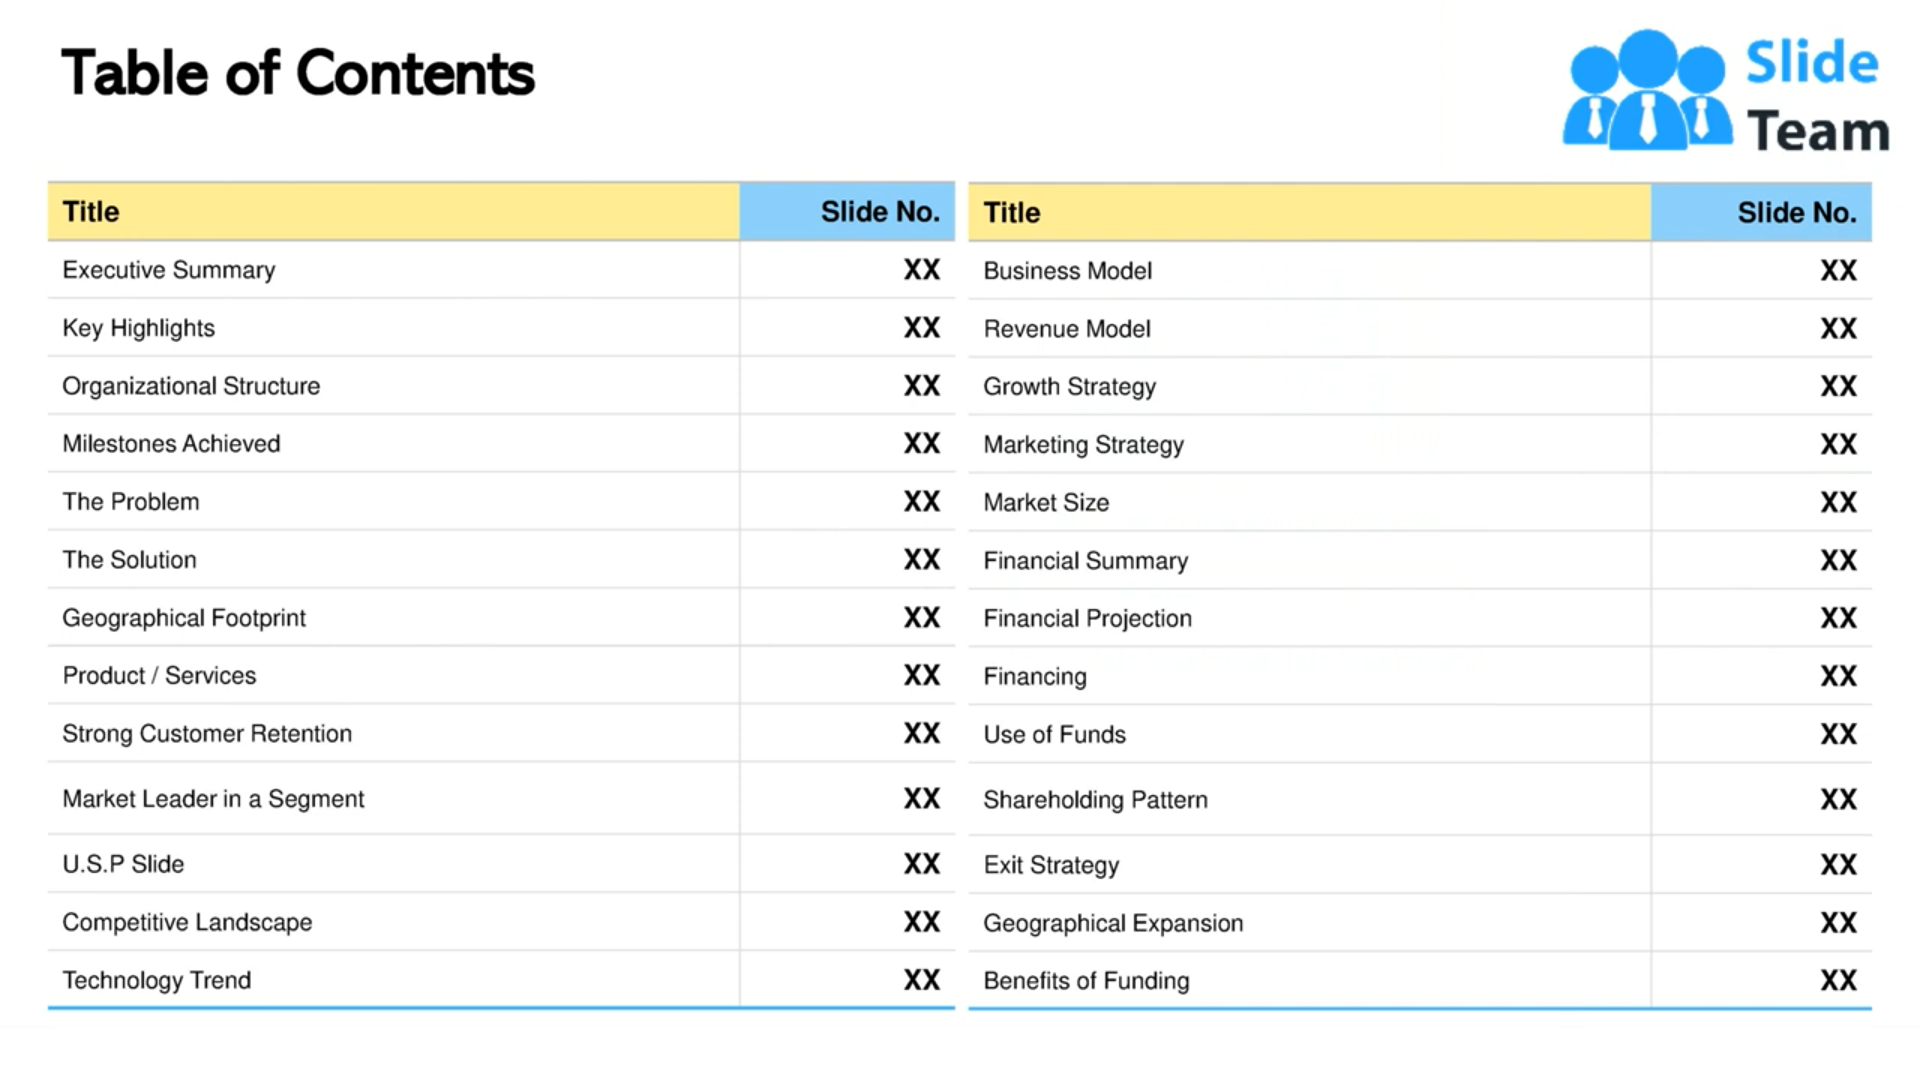 Table of Contents
Slide
Team
Title Slide No.
Executive Summary XX
Key Highlights XX
Organizational Structure XX
Milestones Achieved XX
The Problem XX
The Solution XX
Geographical Footprint XX
Product / Services XX
Strong Customer Retention XX
Market Leader in a Segment XX
U.S.P Slide XX
Competitive Landscape XX
Technology Trend XX
Title Slide No.
Business Model XX
Revenue Model XX
Growth Strategy XX
Marketing Strategy XX
Market Size XX
Financial Summary XX
Financial Projection XX
Financing XX
Use of Funds XX
Shareholding Pattern XX
Exit Strategy XX
Geographical Expansion XX
Benefits of Funding XX